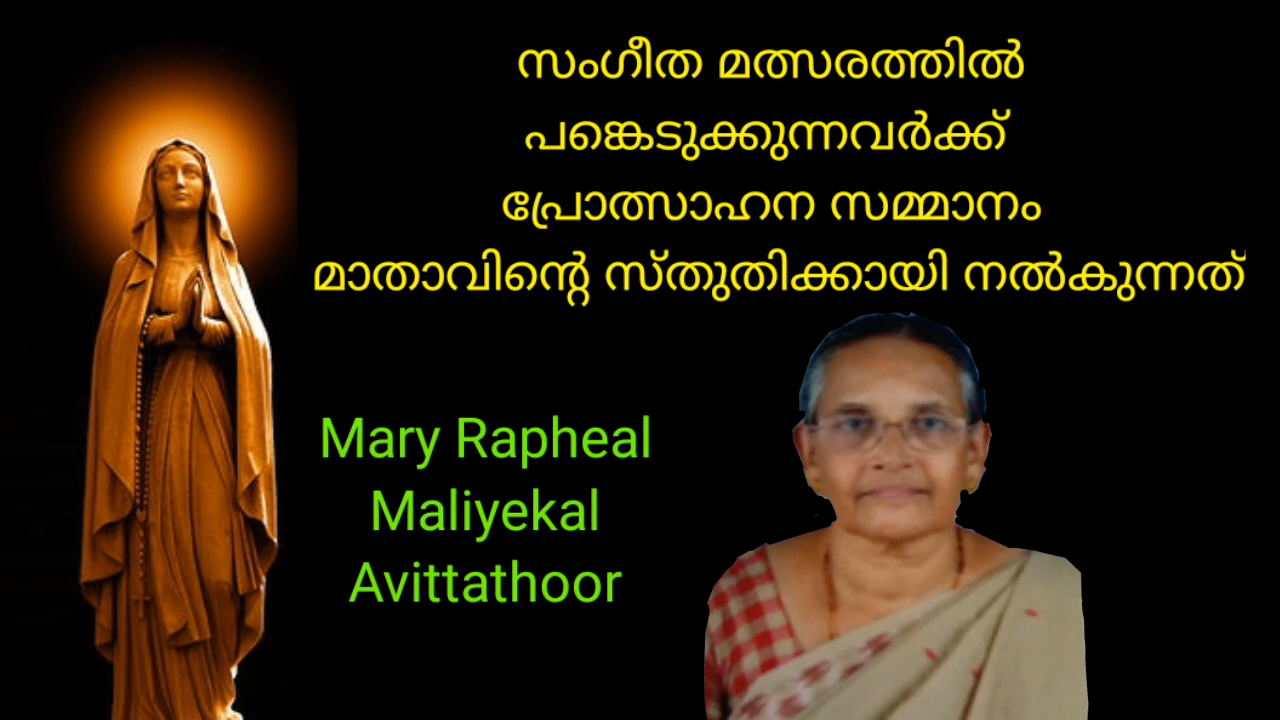 സംഗീത മത്സരത്തിൽ
പങ്കെടുക്കുന്നവർക്ക്
പ്രോത്സാഹന സമ്മാനം
മാതാവിന്റെ സ്തുതിക്കായി നൽകുന്നത്
Mary Rapheal
Maliyekal
Avittathoor